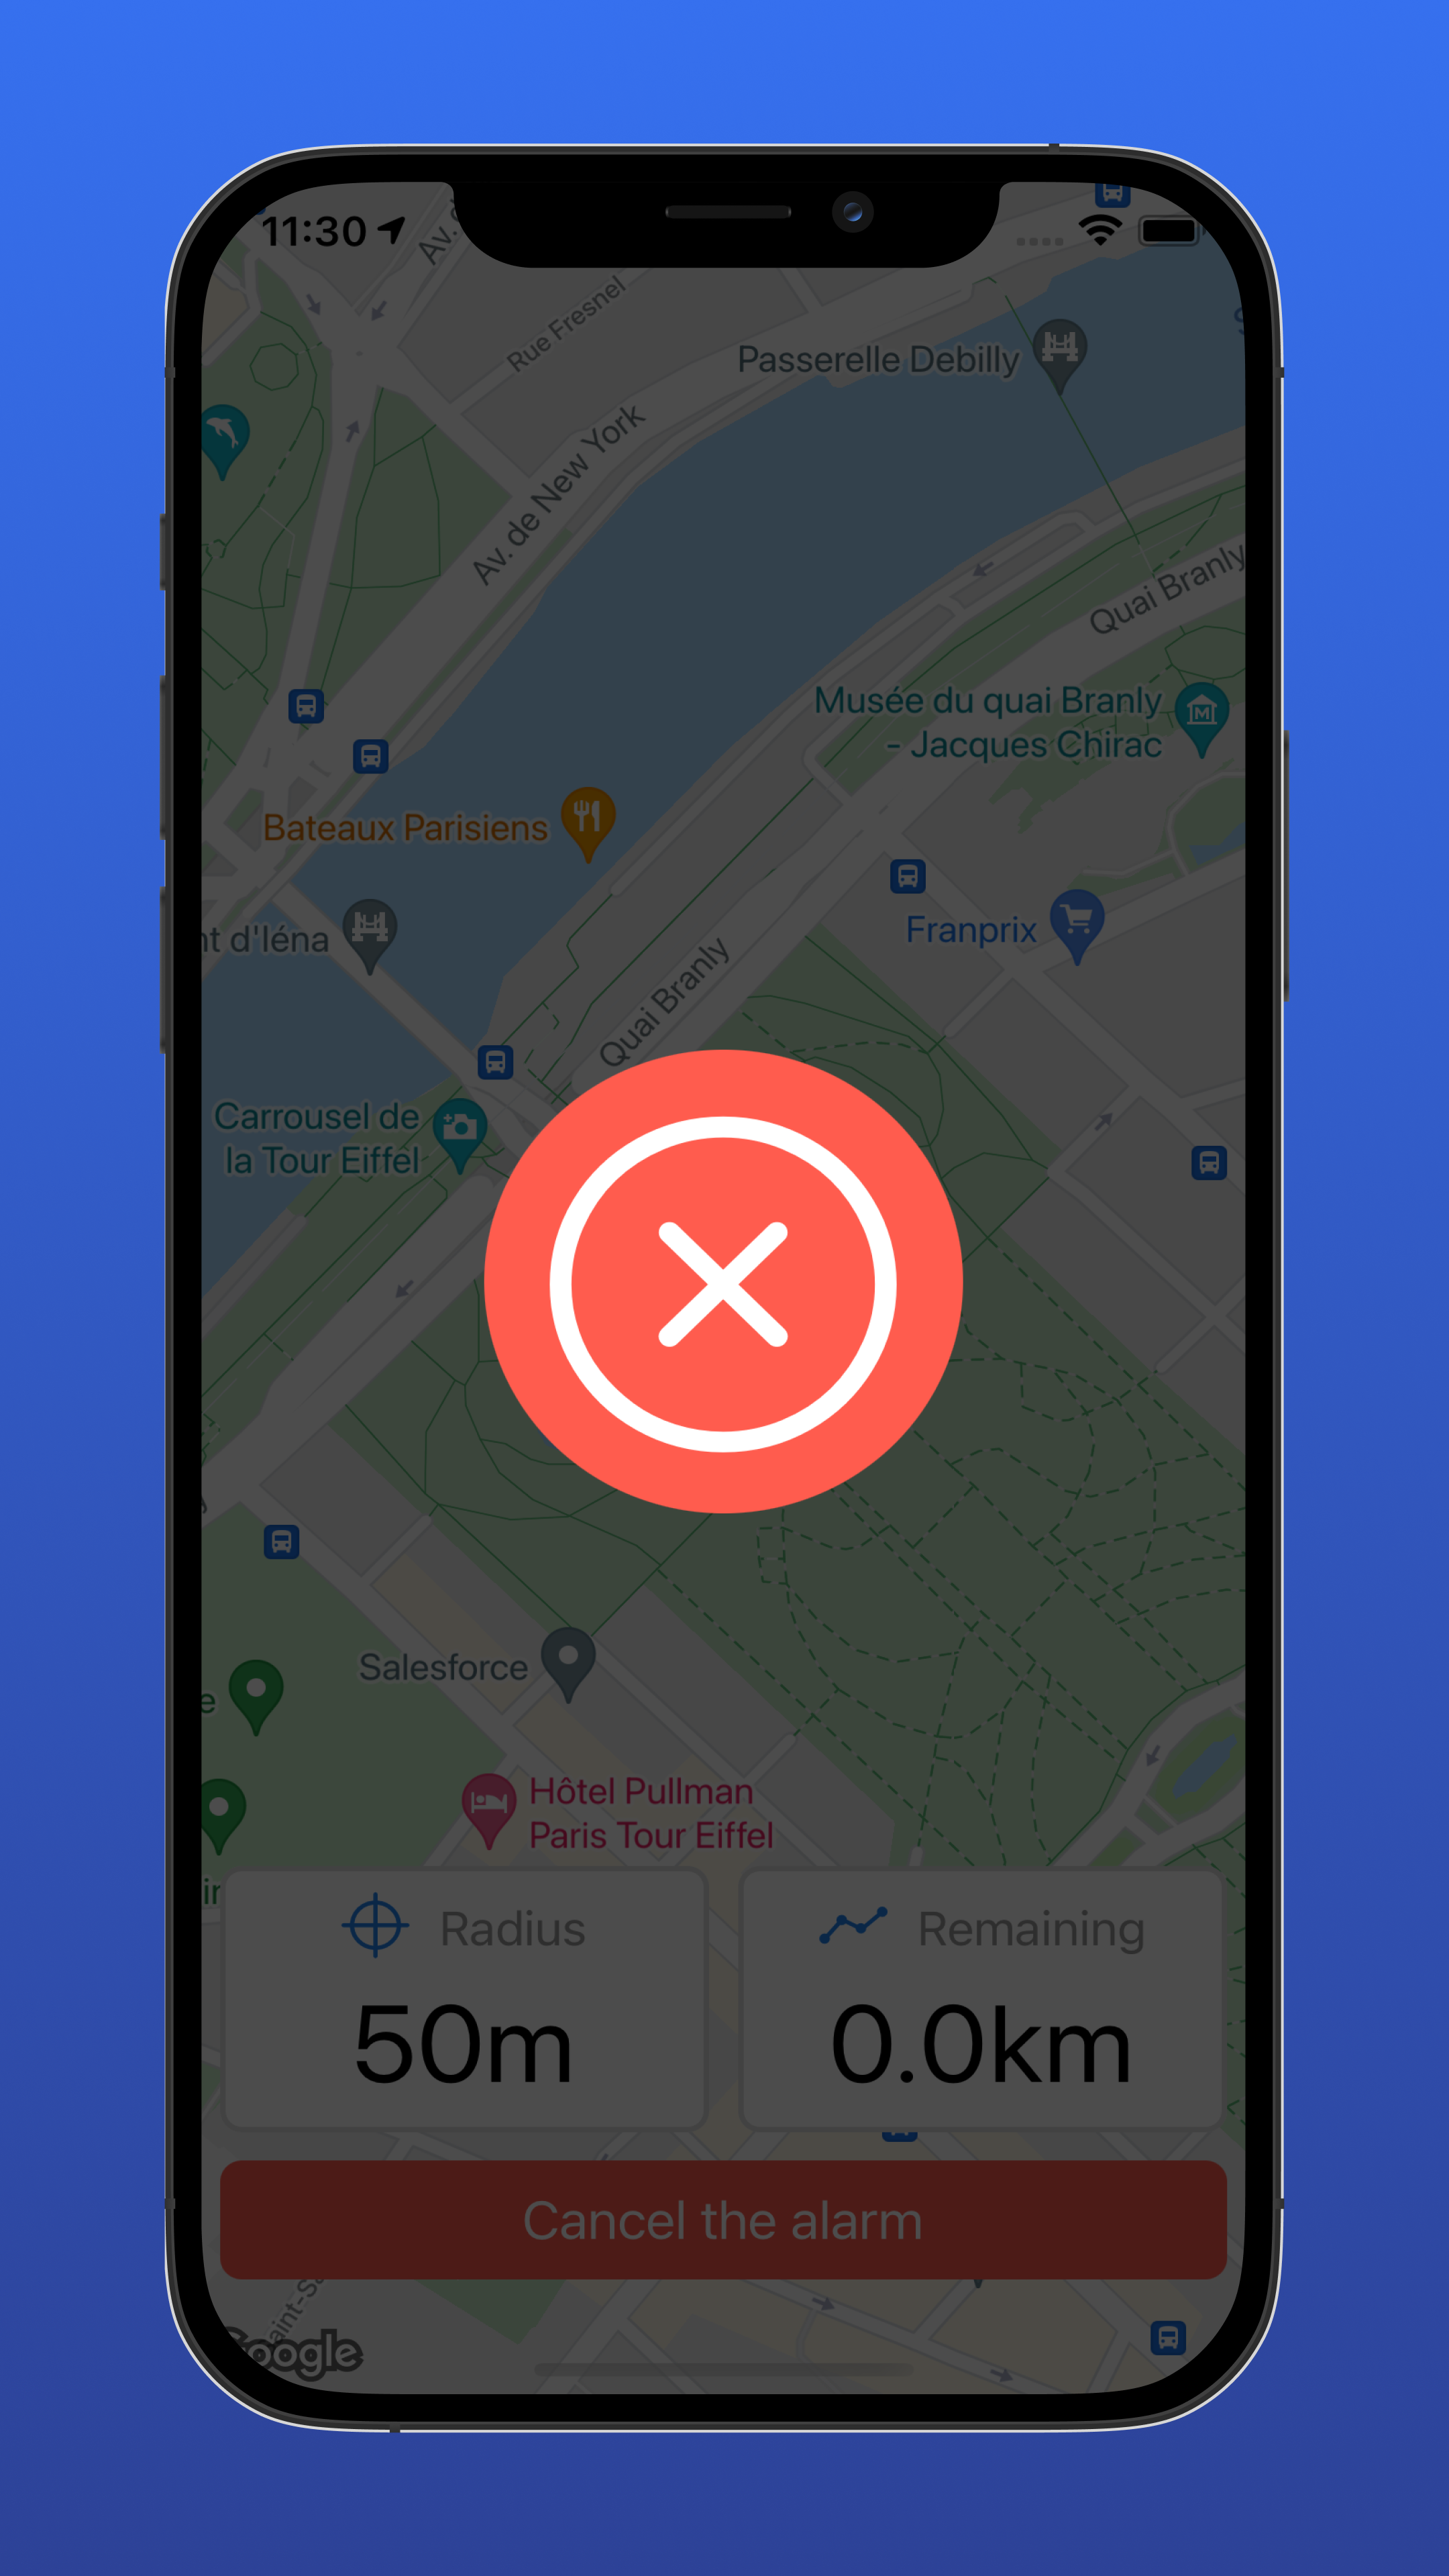 11:30
Av. d
Rue Fresnel
Passerelle Debilly
Av. de New York
Quai Branly
Musée du quai Branly
- Jacques Chirac
Bateaux Parisiens
Franprix
nt d'Iéna
Quai Branly
Carrousel de
la Tour Eiffel
Salesforce
e
Hôtel Pullman
Paris Tour Eiffel
Radius
Remaining
50m
0.0km
Cancel the alarm
Google